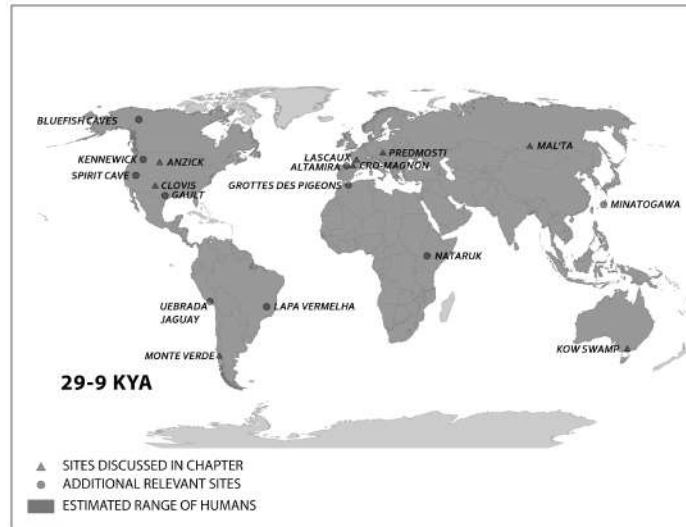 BLUEFISH CAVES
KENNEWICK
ANZICK
SPIRIT CAVE
CLOVIS
GAULT
LASCAUX
PREDMOSTI
MAL'TA
ALTAMIRA
CRO-MAGNON
GROTTES DES PIGEONS
MINATOGAWA
NATARUK
UEBRADA
JAGUAY
LAPA VERMELHA
MONTE VERDE
KOW SWAMP
29-9 KYA
SITES DISCUSSED IN CHAPTER
ADDITIONAL RELEVANT SITES
ESTIMATED RANGE OF HUMANS